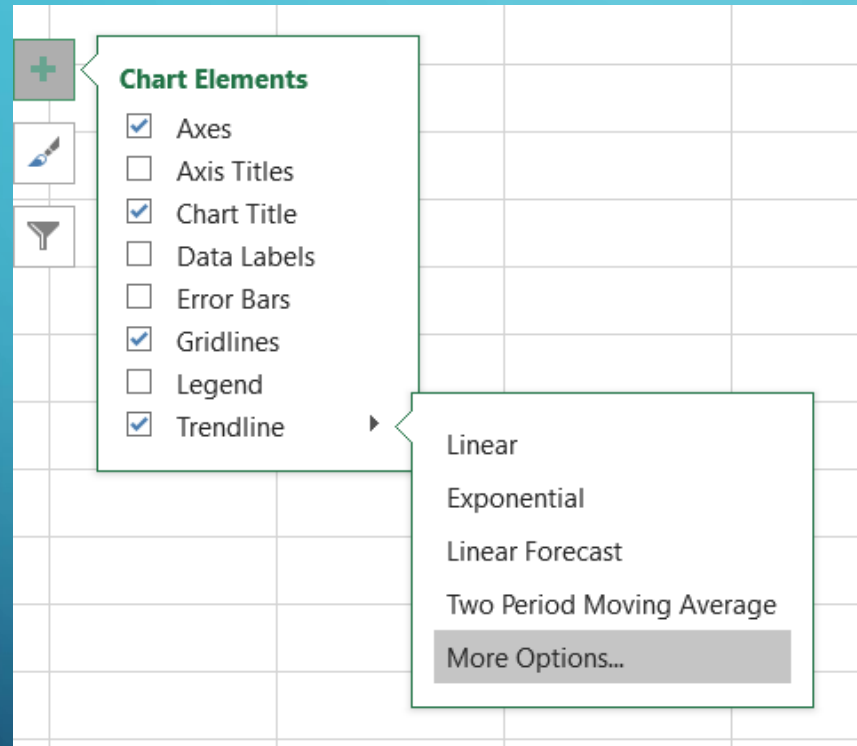 Chart Elements
Axes
Axis Titles
Chart Title
Data Labels
Error Bars
Gridlines
Legend
Trendline
Linear
Exponential
Linear Forecast
Two Period Moving Average
More Options...